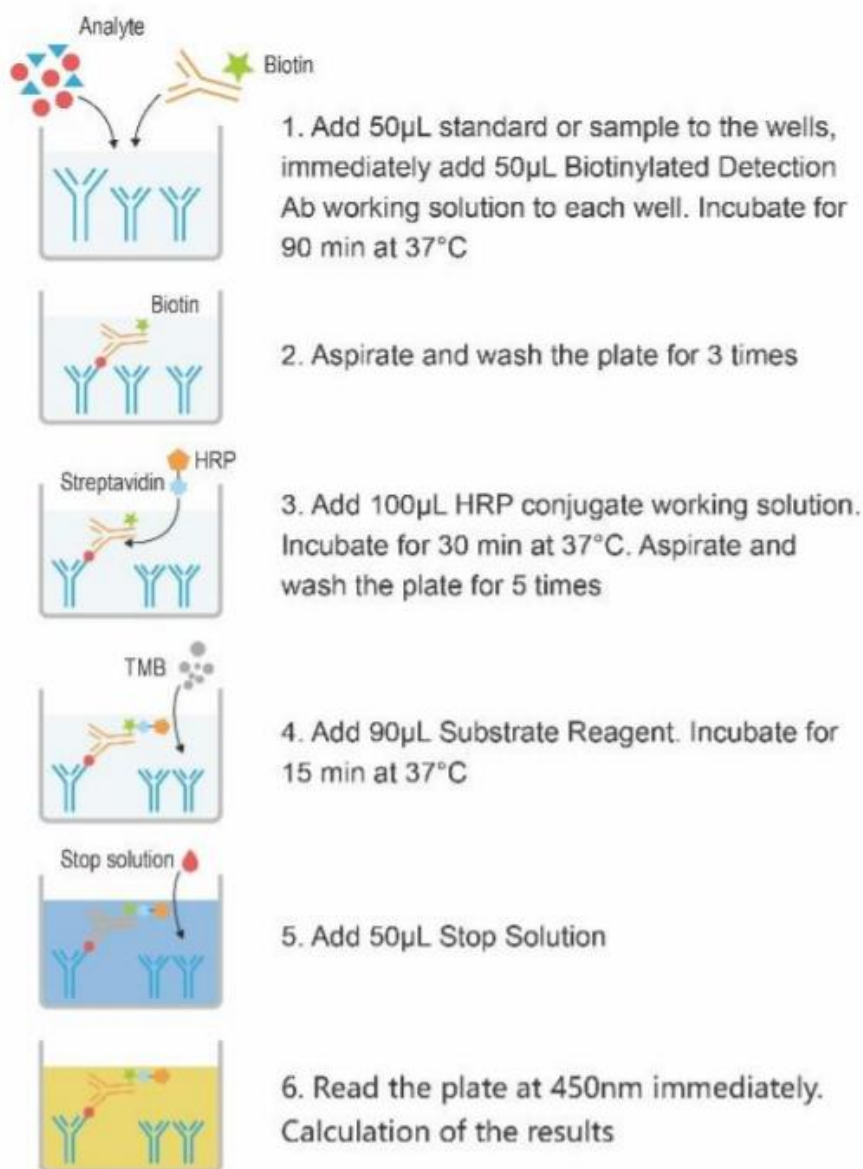 Analyte
Biotin
1. Add 50µL standard or sample to the wells,
immediately add 50µL Biotinylated Detection
Ab working solution to each well. Incubate for
90 min at 37°C
Biotin
2. Aspirate and wash the plate for 3 times
HRP
Streptavidin
3. Add 100µL HRP conjugate working solution.
Incubate for 30 min at 37°C. Aspirate and
wash the plate for 5 times
TMB
4. Add 90µL Substrate Reagent. Incubate for
15 min at 37°C
Stop solution
5. Add 50µL Stop Solution
6. Read the plate at 450nm immediately.
Calculation of the results